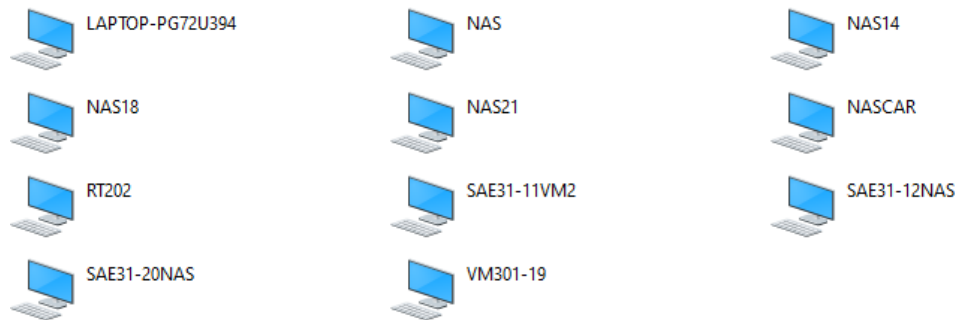 LAPTOP-PG72U394
NAS
NAS14
NAS18
NAS21
NASCAR
RT202
SAE31-11VM2
SAE31-12NAS
SAE31-20NAS
VM301-19